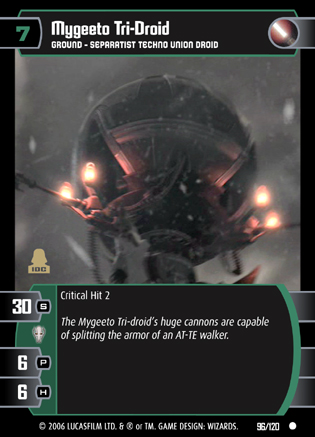 7
Mygeeto Tri-Droid
GROUND - SEPARATIST TECHNO UNION DROID
IDC
30 S
Critical Hit 2
The Mygeeto Tri-droid's huge cannons are capable
of splitting the armor of an AT-TE walker.
6 P
6 H
© 2006 LUCASFILM LTD. & ® or TM. GAME DESIGN: WIZARDS.
96/120